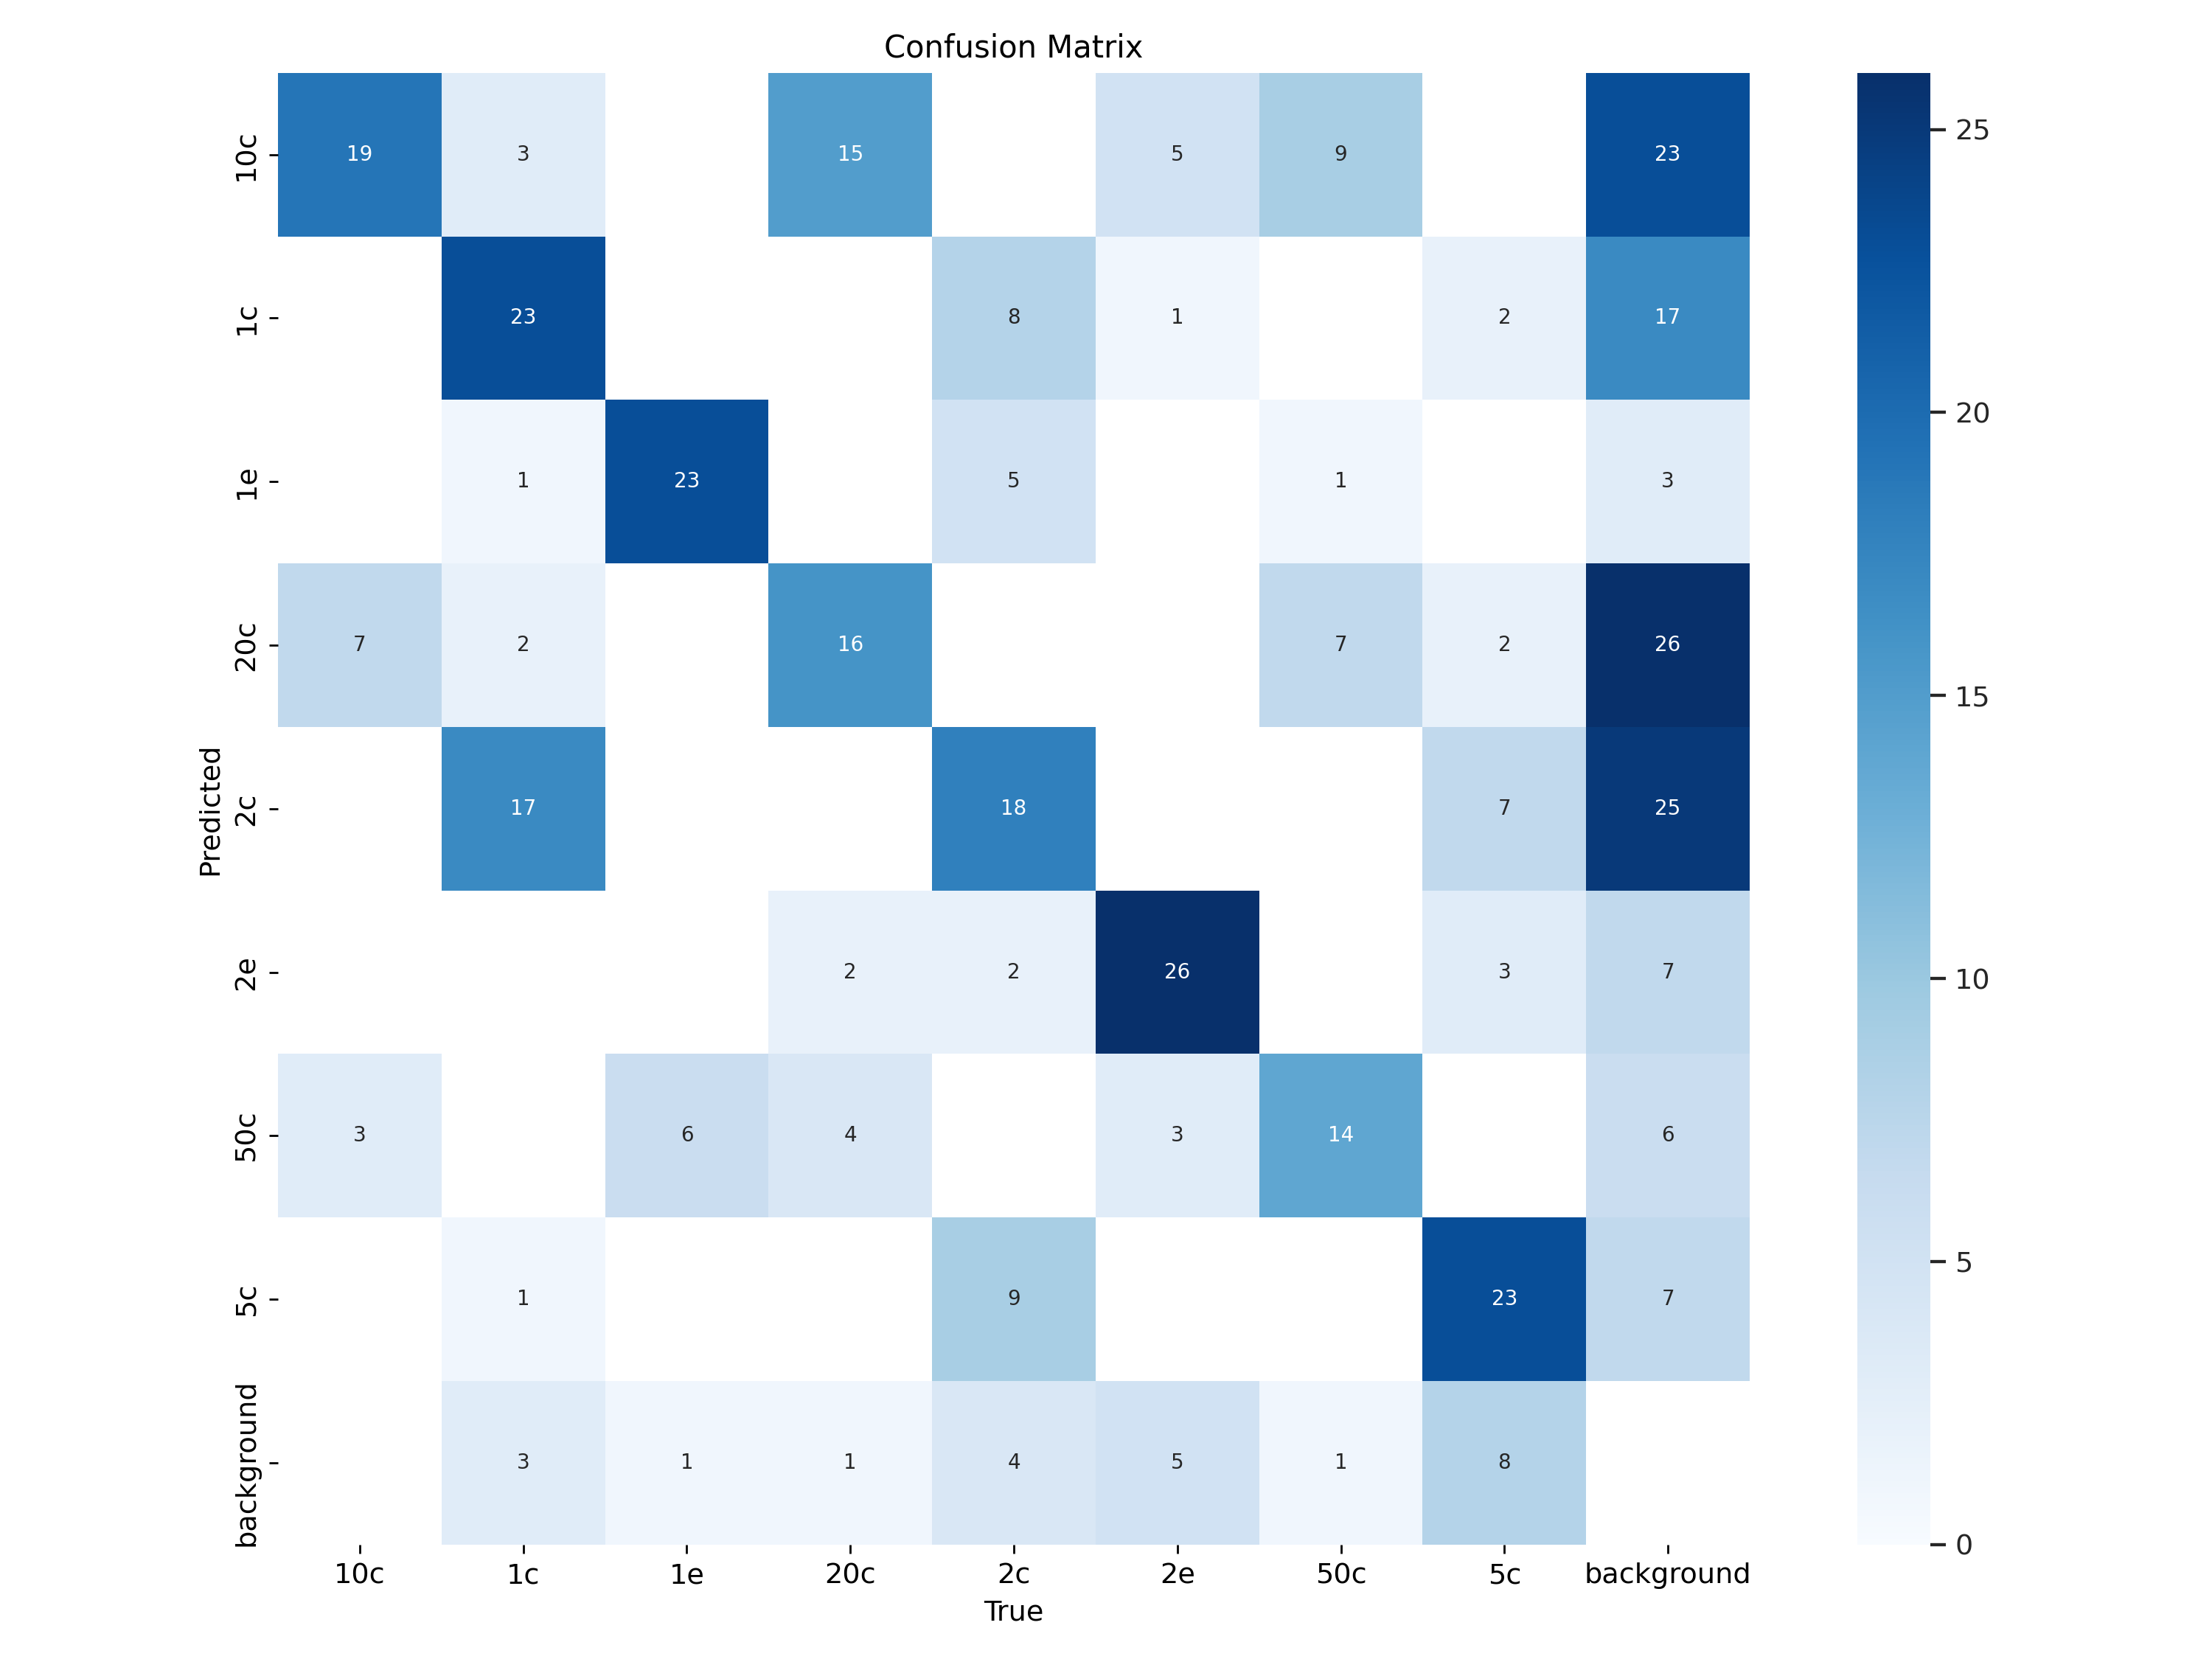 Confusion Matrix
Predicted
10c 19 3 15 5 9 23
1c 23 8 1 2 17
1e 1 23 5 1 3
20c 7 2 16 7 2 26
2c 17 18 7 25
2e 2 2 26 3 7
50c 3 6 4 3 14 6
5c 1 9 23 7
background 3 1 1 4 5 1 8
10c 1c 1e 20c 2c 2e 50c 5c background
True
25
20
15
10
5
0